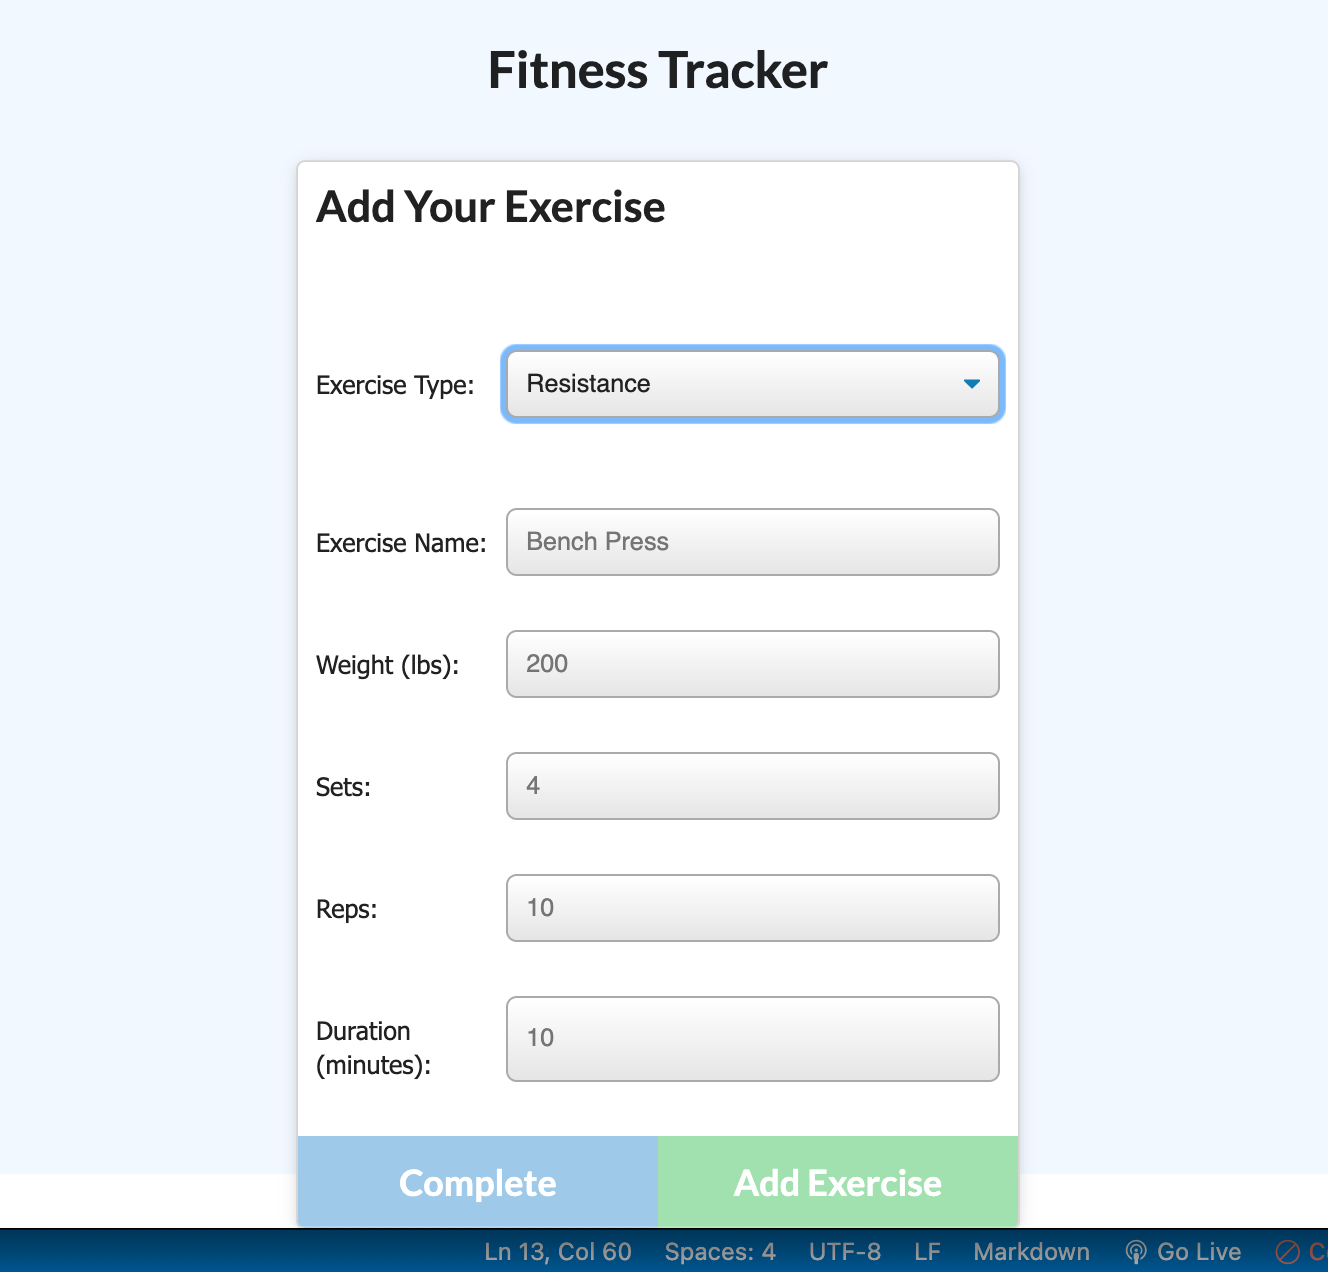 Fitness Tracker
Add Your Exercise
Exercise Type: Resistance
Exercise Name: Bench Press
Weight (lbs): 200
Sets: 4
Reps: 10
Duration
(minutes): 10
Complete Add Exercise
Ln 13, Col 60 Spaces: 4 UTF-8 LF Markdown Go Live